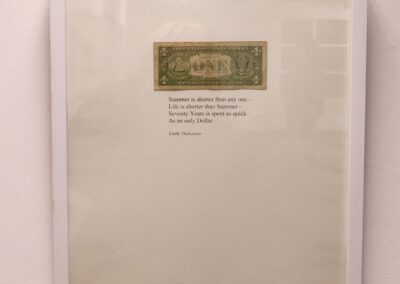 ONE
Summer is shorter than any one –
Life is shorter than Summer –
Seventy Years is spent as quick
As an only Dollar –
Emily Dickinson